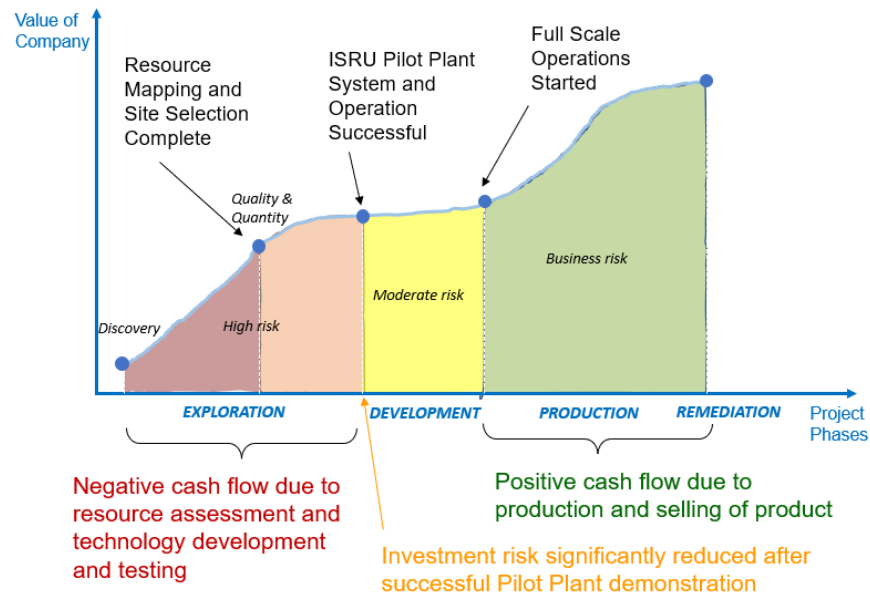 Value of
Company
Resource
Mapping and
Site Selection
Complete
ISRU Pilot Plant
System and
Operation
Successful
Full Scale
Operations
Started
Quality &
Quantity
Discovery
High risk
Moderate risk
Business risk
EXPLORATION
DEVELOPMENT
PRODUCTION
REMEDIATION
Project
Phases
Negative cash flow due to
resource assessment and
technology development
and testing
Positive cash flow due to
production and selling of product
Investment risk significantly reduced after
successful Pilot Plant demonstration